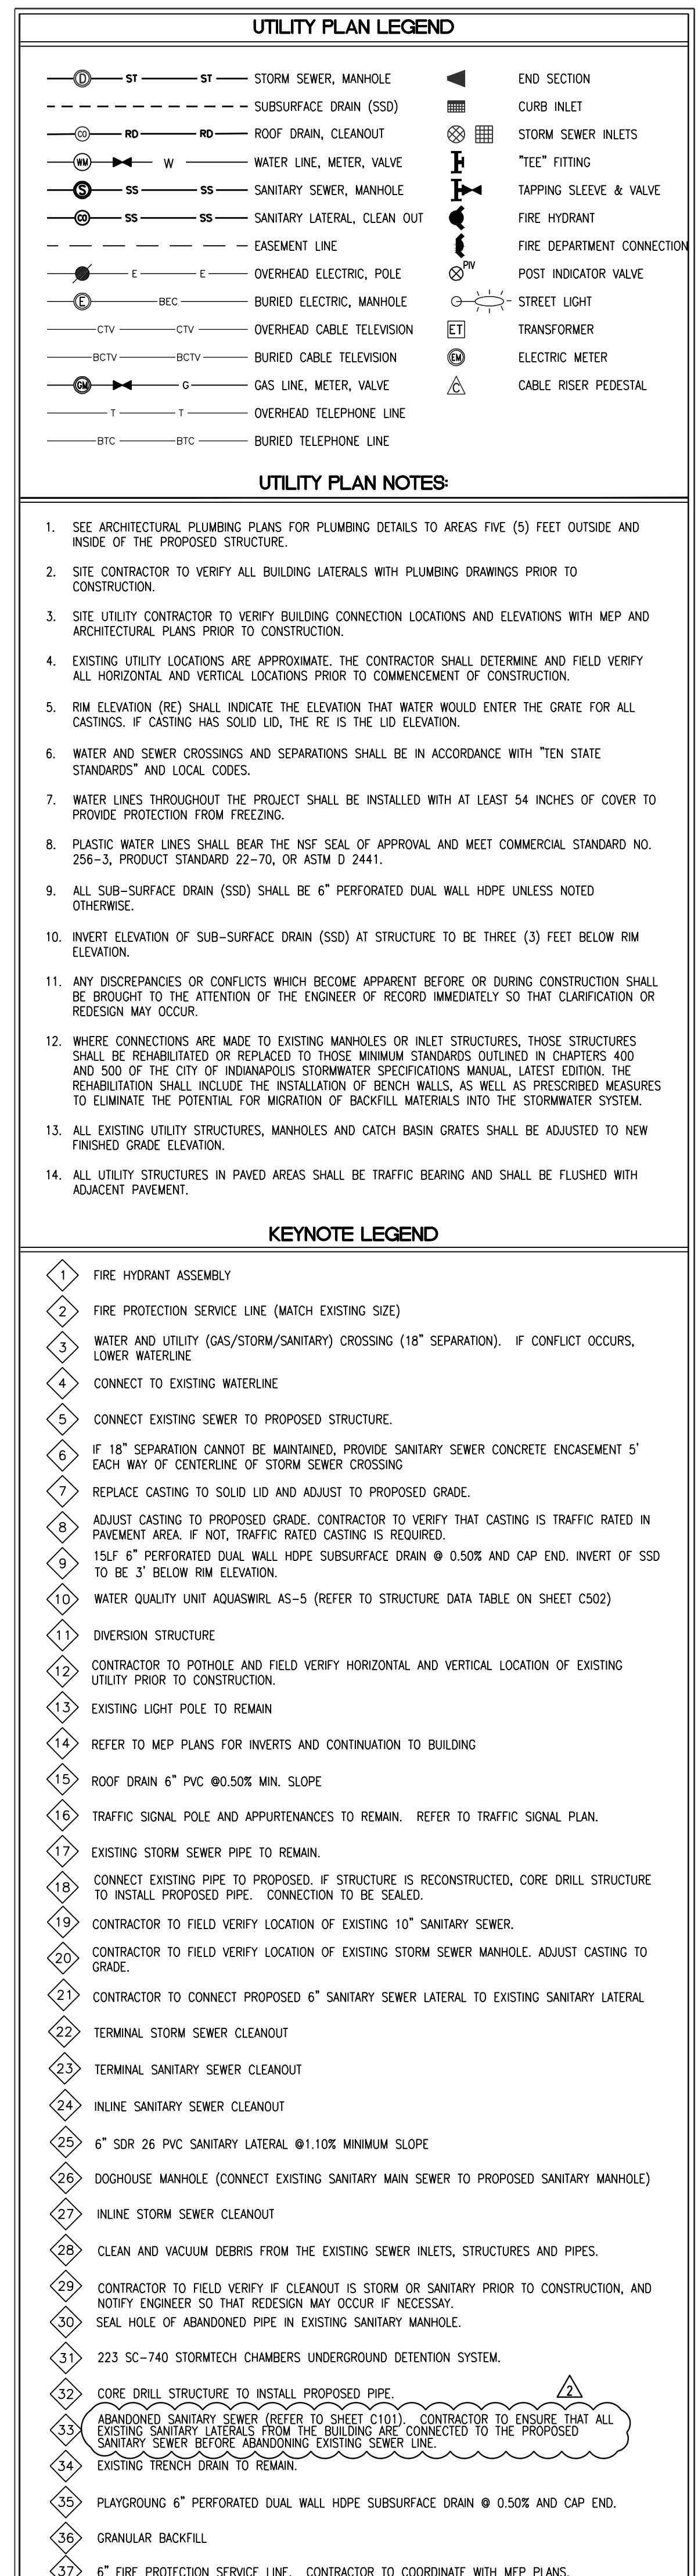 UTILITY PLAN LEGEND
D ST ST STORM SEWER, MANHOLE
END SECTION
SUBSURFACE DRAIN (SSD)
CURB INLET
CO RD RD ROOF DRAIN, CLEANOUT
STORM SEWER INLETS
WM W WATER LINE, METER, VALVE
"TEE" FITTING
S SS SS SANITARY SEWER, MANHOLE
TAPPING SLEEVE & VALVE
CO SS SS SANITARY LATERAL, CLEAN OUT
FIRE HYDRANT
EASEMENT LINE
FIRE DEPARTMENT CONNECTION
E E OVERHEAD ELECTRIC, POLE
PIV POST INDICATOR VALVE
E BEC BURIED ELECTRIC, MANHOLE
STREET LIGHT
CTV CTV OVERHEAD CABLE TELEVISION
ET TRANSFORMER
BCTV BCTV BURIED CABLE TELEVISION
EM ELECTRIC METER
GM G GAS LINE, METER, VALVE
C CABLE RISER PEDESTAL
T T OVERHEAD TELEPHONE LINE
BTC BTC BURIED TELEPHONE LINE
UTILITY PLAN NOTES:
1. SEE ARCHITECTURAL PLUMBING PLANS FOR PLUMBING DETAILS TO AREAS FIVE (5) FEET OUTSIDE AND
INSIDE OF THE PROPOSED STRUCTURE.
2. SITE CONTRACTOR TO VERIFY ALL BUILDING LATERALS WITH PLUMBING DRAWINGS PRIOR TO
CONSTRUCTION.
3. SITE UTILITY CONTRACTOR TO VERIFY BUILDING CONNECTION LOCATIONS AND ELEVATIONS WITH MEP AND
ARCHITECTURAL PLANS PRIOR TO CONSTRUCTION.
4. EXISTING UTILITY LOCATIONS ARE APPROXIMATE. THE CONTRACTOR SHALL DETERMINE AND FIELD VERIFY
ALL HORIZONTAL AND VERTICAL LOCATIONS PRIOR TO COMMENCEMENT OF CONSTRUCTION.
5. RIM ELEVATION (RE) SHALL INDICATE THE ELEVATION THAT WATER WOULD ENTER THE GRATE FOR ALL
CASTINGS. IF CASTING HAS SOLID LID, THE RE IS THE LID ELEVATION.
6. WATER AND SEWER CROSSINGS AND SEPARATIONS SHALL BE IN ACCORDANCE WITH "TEN STATE
STANDARDS" AND LOCAL CODES.
7. WATER LINES THROUGHOUT THE PROJECT SHALL BE INSTALLED WITH AT LEAST 54 INCHES OF COVER TO
PROVIDE PROTECTION FROM FREEZING.
8. PLASTIC WATER LINES SHALL BEAR THE NSF SEAL OF APPROVAL AND MEET COMMERCIAL STANDARD NO.
256-3, PRODUCT STANDARD 22-70, OR ASTM D 2441.
9. ALL SUB-SURFACE DRAIN (SSD) SHALL BE 6" PERFORATED DUAL WALL HDPE UNLESS NOTED
OTHERWISE.
10. INVERT ELEVATION OF SUB-SURFACE DRAIN (SSD) AT STRUCTURE TO BE THREE (3) FEET BELOW RIM
ELEVATION.
11. ANY DISCREPANCIES OR CONFLICTS WHICH BECOME APPARENT BEFORE OR DURING CONSTRUCTION SHALL
BE BROUGHT TO THE ATTENTION OF THE ENGINEER OF RECORD IMMEDIATELY SO THAT CLARIFICATION OR
REDESIGN MAY OCCUR.
12. WHERE CONNECTIONS ARE MADE TO EXISTING MANHOLES OR INLET STRUCTURES, THOSE STRUCTURES
SHALL BE REHABILITATED OR REPLACED TO THOSE MINIMUM STANDARDS OUTLINED IN CHAPTERS 400
AND 500 OF THE CITY OF INDIANAPOLIS STORMWATER SPECIFICATIONS MANUAL, LATEST EDITION. THE
REHABILITATION SHALL INCLUDE THE INSTALLATION OF BENCH WALLS, AS WELL AS PRESCRIBED MEASURES
TO ELIMINATE THE POTENTIAL FOR MIGRATION OF BACKFILL MATERIALS INTO THE STORMWATER SYSTEM.
13. ALL EXISTING UTILITY STRUCTURES, MANHOLES AND CATCH BASIN GRATES SHALL BE ADJUSTED TO NEW
FINISHED GRADE ELEVATION.
14. ALL UTILITY STRUCTURES IN PAVED AREAS SHALL BE TRAFFIC BEARING AND SHALL BE FLUSHED WITH
ADJACENT PAVEMENT.
KEYNOTE LEGEND
1 FIRE HYDRANT ASSEMBLY
2 FIRE PROTECTION SERVICE LINE (MATCH EXISTING SIZE)
3 WATER AND UTILITY (GAS/STORM/SANITARY) CROSSING (18" SEPARATION). IF CONFLICT OCCURS,
LOWER WATERLINE
4 CONNECT TO EXISTING WATERLINE
5 CONNECT EXISTING SEWER TO PROPOSED STRUCTURE.
6 IF 18" SEPARATION CANNOT BE MAINTAINED, PROVIDE SANITARY SEWER CONCRETE ENCASEMENT 5'
EACH WAY OF CENTERLINE OF STORM SEWER CROSSING
7 REPLACE CASTING TO SOLID LID AND ADJUST TO PROPOSED GRADE.
8 ADJUST CASTING TO PROPOSED GRADE. CONTRACTOR TO VERIFY THAT CASTING IS TRAFFIC RATED IN
PAVEMENT AREA. IF NOT, TRAFFIC RATED CASTING IS REQUIRED.
9 15LF 6" PERFORATED DUAL WALL HDPE SUBSURFACE DRAIN @ 0.50% AND CAP END. INVERT OF SSD
TO BE 3' BELOW RIM ELEVATION.
10 WATER QUALITY UNIT AQUASWIRL AS-5 (REFER TO STRUCTURE DATA TABLE ON SHEET C502)
11 DIVERSION STRUCTURE
12 CONTRACTOR TO POTHOLE AND FIELD VERIFY HORIZONTAL AND VERTICAL LOCATION OF EXISTING
UTILITY PRIOR TO CONSTRUCTION.
13 EXISTING LIGHT POLE TO REMAIN
14 REFER TO MEP PLANS FOR INVERTS AND CONTINUATION TO BUILDING
15 ROOF DRAIN 6" PVC @0.50% MIN. SLOPE
16 TRAFFIC SIGNAL POLE AND APPURTENANCES TO REMAIN. REFER TO TRAFFIC SIGNAL PLAN.
17 EXISTING STORM SEWER PIPE TO REMAIN.
18 CONNECT EXISTING PIPE TO PROPOSED. IF STRUCTURE IS RECONSTRUCTED, CORE DRILL STRUCTURE
TO INSTALL PROPOSED PIPE. CONNECTION TO BE SEALED.
19 CONTRACTOR TO FIELD VERIFY LOCATION OF EXISTING 10" SANITARY SEWER.
20 CONTRACTOR TO FIELD VERIFY LOCATION OF EXISTING STORM SEWER MANHOLE. ADJUST CASTING TO
GRADE.
21 CONTRACTOR TO CONNECT PROPOSED 6" SANITARY SEWER LATERAL TO EXISTING SANITARY LATERAL
22 TERMINAL STORM SEWER CLEANOUT
23 TERMINAL SANITARY SEWER CLEANOUT
24 INLINE SANITARY SEWER CLEANOUT
25 6" SDR 26 PVC SANITARY LATERAL @1.10% MINIMUM SLOPE
26 DOGHOUSE MANHOLE (CONNECT EXISTING SANITARY MAIN SEWER TO PROPOSED SANITARY MANHOLE)
27 INLINE STORM SEWER CLEANOUT
28 CLEAN AND VACUUM DEBRIS FROM THE EXISTING SEWER INLETS, STRUCTURES AND PIPES.
29 CONTRACTOR TO FIELD VERIFY IF CLEANOUT IS STORM OR SANITARY PRIOR TO CONSTRUCTION, AND
NOTIFY ENGINEER SO THAT REDESIGN MAY OCCUR IF NECESSAY.
30 SEAL HOLE OF ABANDONED PIPE IN EXISTING SANITARY MANHOLE.
31 223 SC-740 STORMTECH CHAMBERS UNDERGROUND DETENTION SYSTEM.
32 CORE DRILL STRUCTURE TO INSTALL PROPOSED PIPE. 2
33 ABANDONED SANITARY SEWER (REFER TO SHEET C101). CONTRACTOR TO ENSURE THAT ALL
EXISTING SANITARY LATERALS FROM THE BUILDING ARE CONNECTED TO THE PROPOSED
SANITARY SEWER BEFORE ABANDONING EXISTING SEWER LINE.
34 EXISTING TRENCH DRAIN TO REMAIN.
35 PLAYGROUNG 6" PERFORATED DUAL WALL HDPE SUBSURFACE DRAIN @ 0.50% AND CAP END.
36 GRANULAR BACKFILL
37 6" FIRE PROTECTION SERVICE LINE. CONTRACTOR TO COORDINATE WITH MEP PLANS.